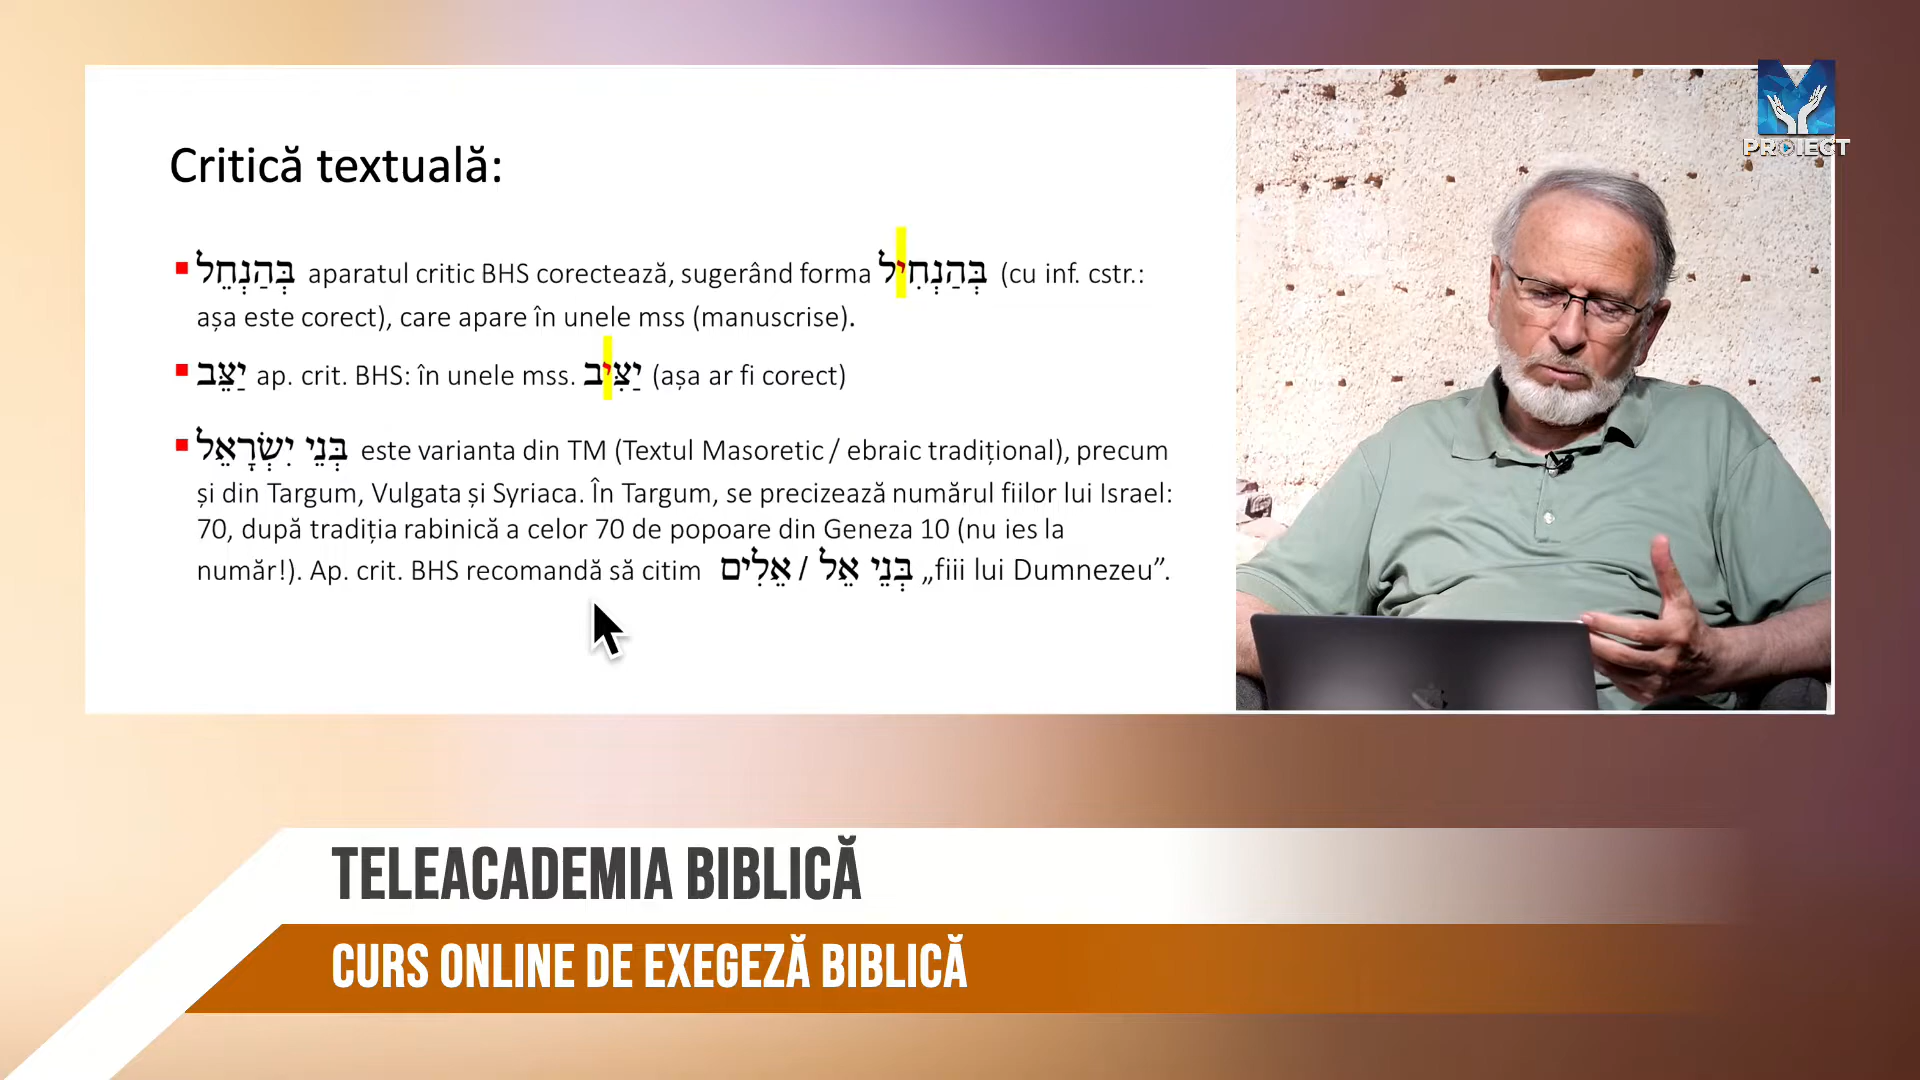 Critică textuală:
בְּהַנְחֵל aparatul critic BHS corectează, sugerând forma בְּהַנְחִיל (cu inf. cstr.:
așa este corect), care apare în unele mss (manuscrise).
יַצֵּב ap. crit. BHS: în unele mss. יַצִּיב (așa ar fi corect)
בְּנֵי יִשְׂרָאֵל este varianta din TM (Textul Masoretic / ebraic tradițional), precum
și din Targum, Vulgata și Syriaca. În Targum, se precizează numărul fiilor lui Israel:
70, după tradiția rabinică a celor 70 de popoare din Geneza 10 (nu ies la
număr!). Ap. crit. BHS recomandă să citim בְּנֵי אֵל / אֵלִים „fiii lui Dumnezeu”.
PROIECT
TELEACADEMIA BIBLICĂ
CURS ONLINE DE EXEGEZĂ BIBLICĂ